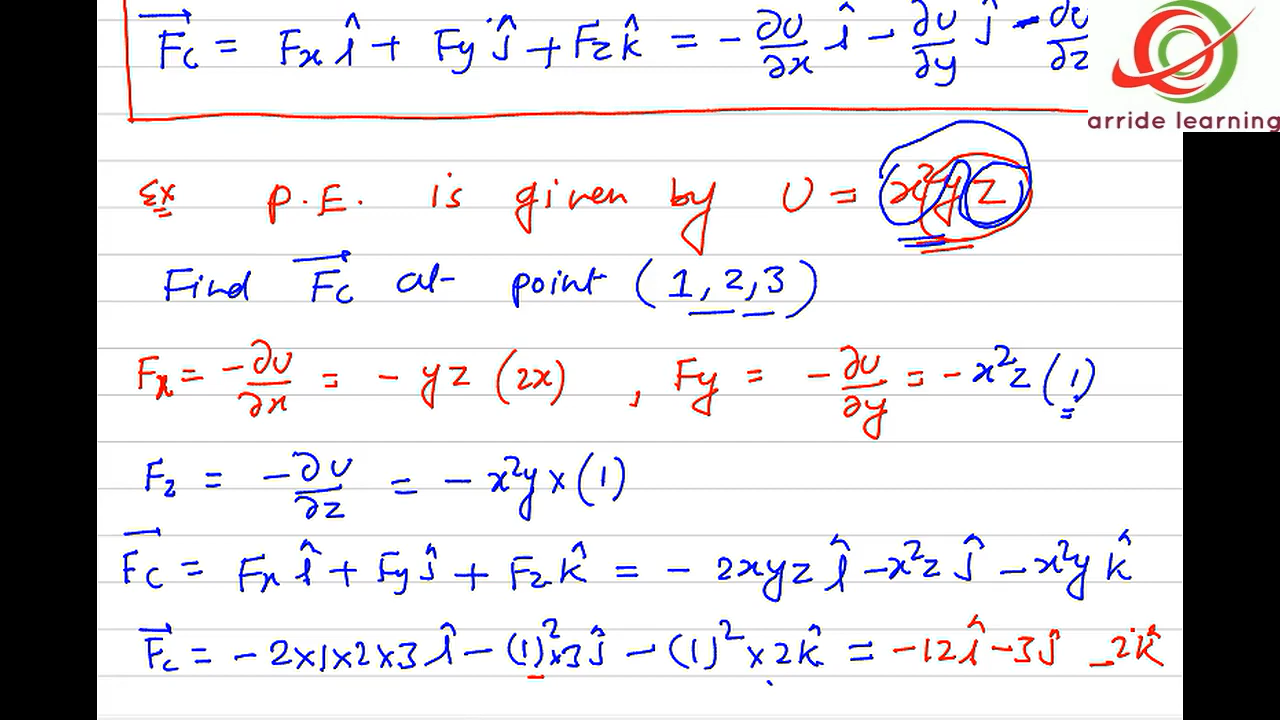 F⃗c = Fx î + Fy ĵ + Fz k̂ = - ∂U/∂x î - ∂U/∂y ĵ - ∂U/∂z
arride learning
Ex P.E. is given by U = x²yz
Find F⃗c at point (1,2,3)
Fx = -∂U/∂x = - yz (2x) , Fy = -∂U/∂y = - x²z (1)
Fz = -∂U/∂z = - x²y × (1)
F⃗c = Fx î + Fy ĵ + Fz k̂ = - 2xyz î - x²z ĵ - x²y k̂
F⃗c = - 2×1×2×3 î - (1)²×3 ĵ - (1)² × 2 k̂ = -12 î - 3 ĵ - 2 k̂